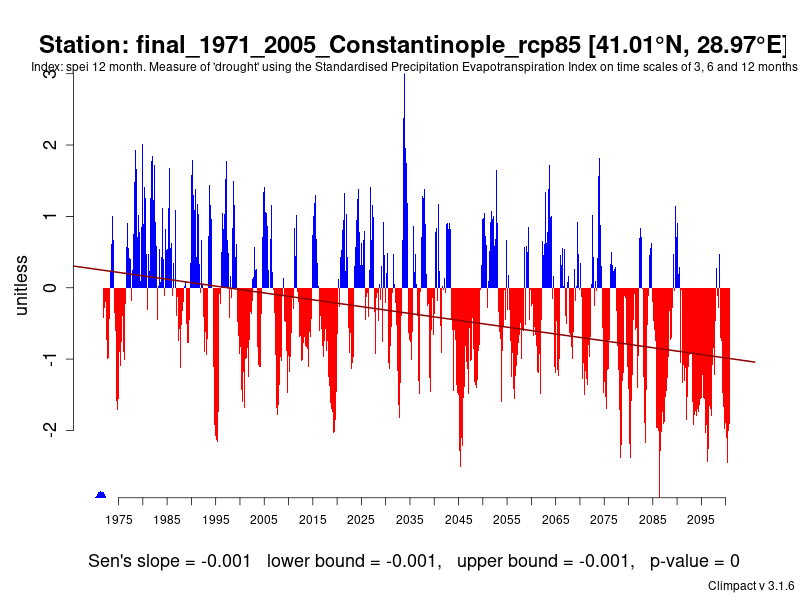 Station: final_1971_2005_Constantinople_rcp85 [41.01°N, 28.97°E]
Index: spei 12 month. Measure of 'drought' using the Standardised Precipitation Evapotranspiration Index on time scales of 3, 6 and 12 months
3
2
1
0
-1
-2
unitless
1975 1985 1995 2005 2015 2025 2035 2045 2055 2065 2075 2085 2095
Sen's slope = -0.001 lower bound = -0.001, upper bound = -0.001, p-value = 0
Climpact v 3.1.6